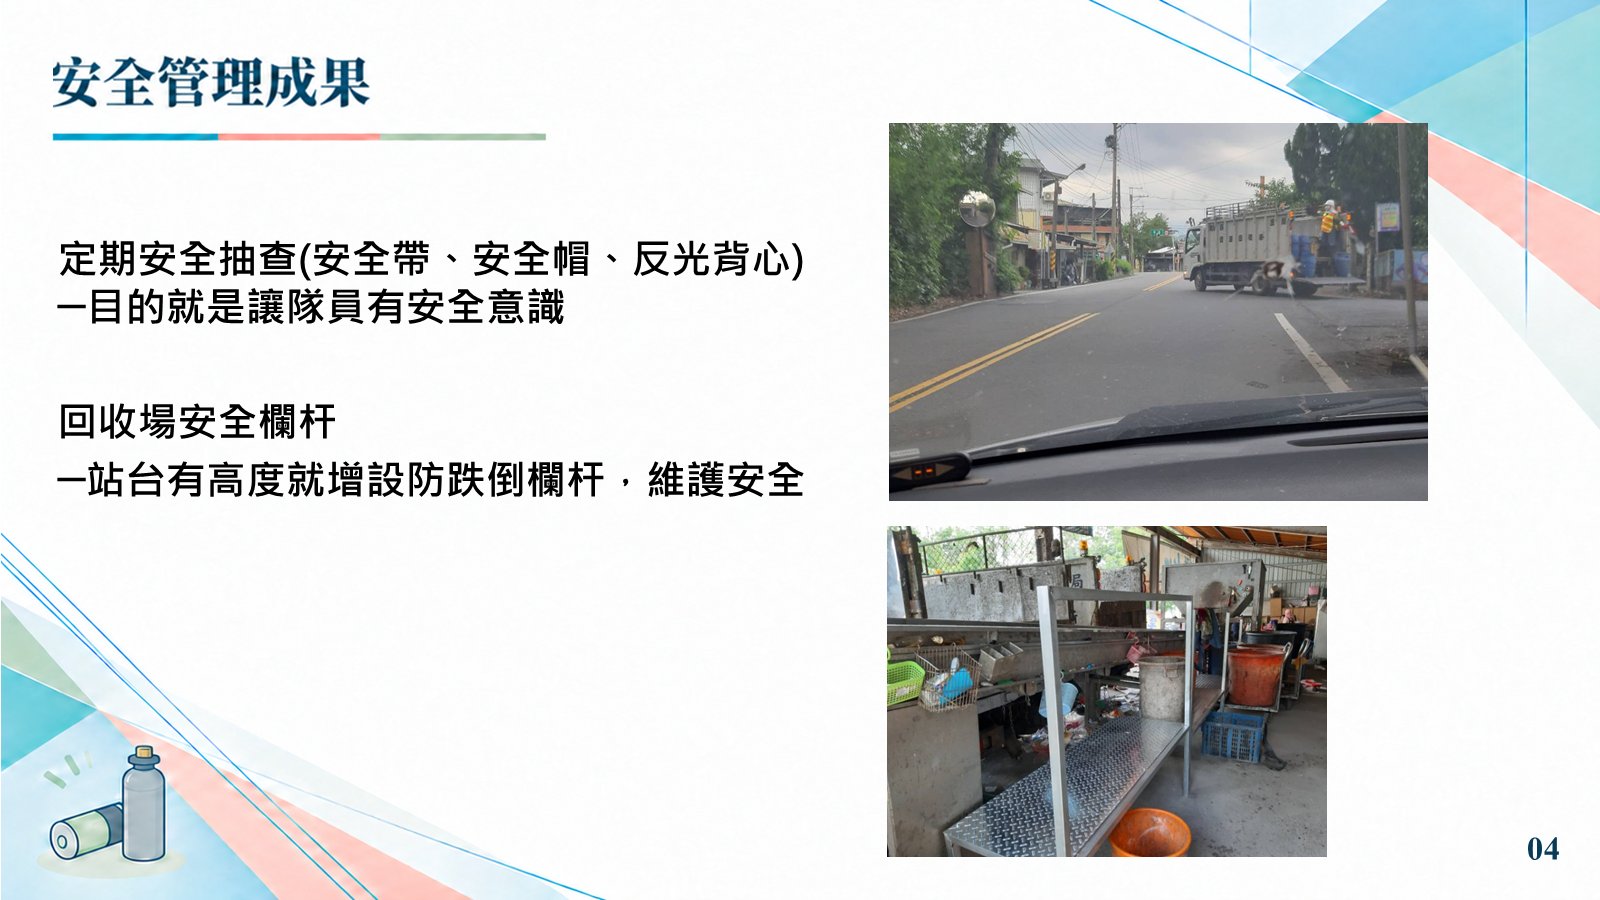 安全管理成果
定期安全抽查(安全帶、安全帽、反光背心)
─目的就是讓隊員有安全意識
回收場安全欄杆
─站台有高度就增設防跌倒欄杆，維護安全
局
04